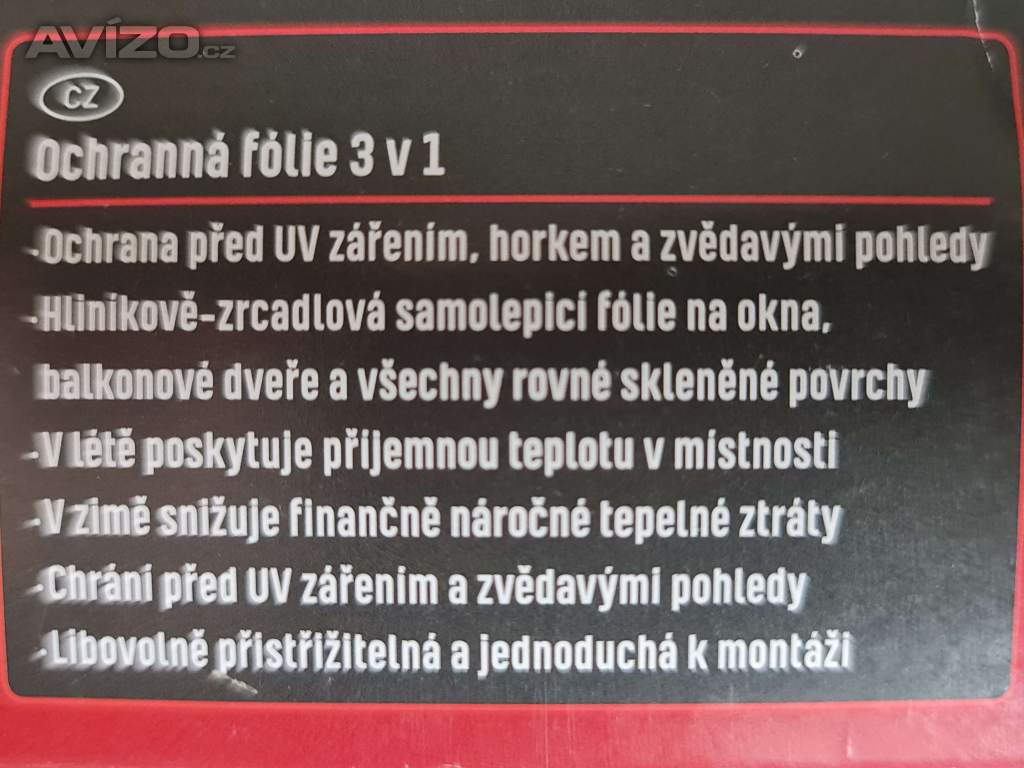 AVÍZO.cz
CZ
Ochranná fólie 3 v 1
-Ochrana před UV zářením, horkem a zvědavými pohledy
-Hliníkově-zrcadlová samolepicí fólie na okna,
balkonové dveře a všechny rovné skleněné povrchy
-V létě poskytuje příjemnou teplotu v místnosti
-V zimě snižuje finančně náročné tepelné ztráty
-Chrání před UV zářením a zvědavými pohledy
-Libovolně přistřižitelná a jednoduchá k montáži